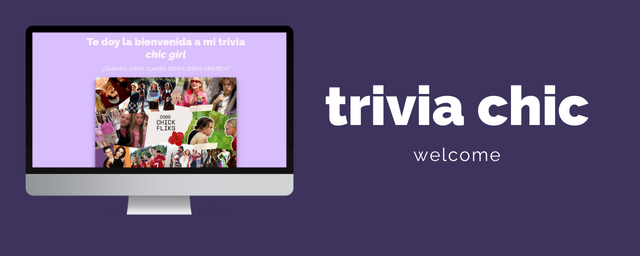 Te doy la bienvenida a mi trivia
chic girl
¿Quieres saber cuanto sabes sobre chicflics?
2000
CHICK
FLIKS
trivia chic
welcome